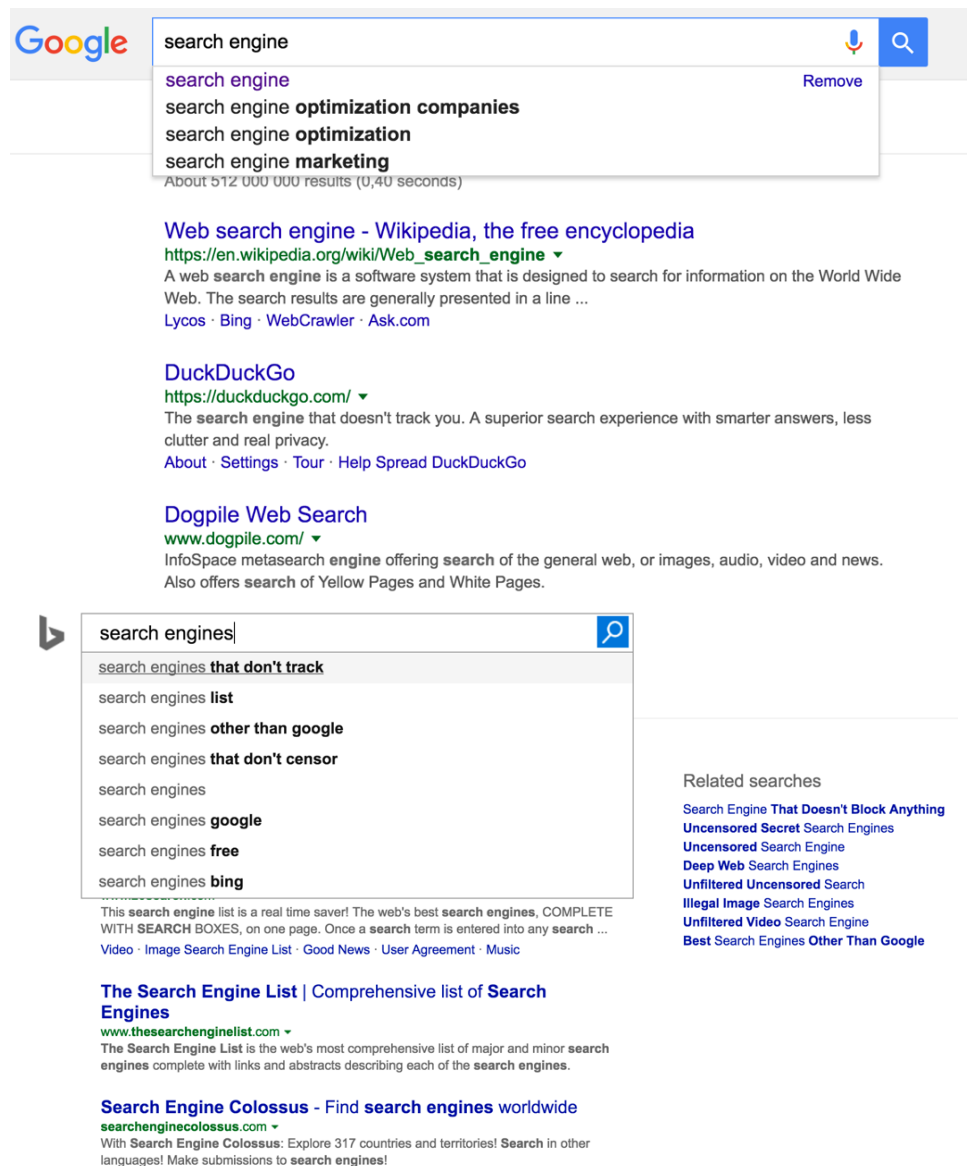 Google
search engine
search engine
Remove
search engine optimization companies
search engine optimization
search engine marketing
About 512 000 000 results (0,40 seconds)
Web search engine - Wikipedia, the free encyclopedia
https://en.wikipedia.org/wiki/Web_search_engine
A web search engine is a software system that is designed to search for information on the World Wide
Web. The search results are generally presented in a line ...
Lycos · Bing · WebCrawler · Ask.com
DuckDuckGo
https://duckduckgo.com/
The search engine that doesn't track you. A superior search experience with smarter answers, less
clutter and real privacy.
About · Settings · Tour · Help Spread DuckDuckGo
Dogpile Web Search
www.dogpile.com/
InfoSpace metasearch engine offering search of the general web, or images, audio, video and news.
Also offers search of Yellow Pages and White Pages.
search engines
search engines that don't track
search engines list
search engines other than google
search engines that don't censor
search engines
search engines google
search engines free
search engines bing
This search engine list is a real time saver! The web's best search engines, COMPLETE
WITH SEARCH BOXES, on one page. Once a search term is entered into any search ...
Video · Image Search Engine List · Good News · User Agreement · Music
The Search Engine List | Comprehensive list of Search
Engines
www.thesearchenginelist.com
The Search Engine List is the web's most comprehensive list of major and minor search
engines complete with links and abstracts describing each of the search engines.
Search Engine Colossus - Find search engines worldwide
searchenginecolossus.com
With Search Engine Colossus: Explore 317 countries and territories! Search in other
languages! Make submissions to search engines!
Related searches
Search Engine That Doesn't Block Anything
Uncensored Secret Search Engines
Uncensored Search Engine
Deep Web Search Engines
Unfiltered Uncensored Search
Illegal Image Search Engines
Unfiltered Video Search Engine
Best Search Engines Other Than Google